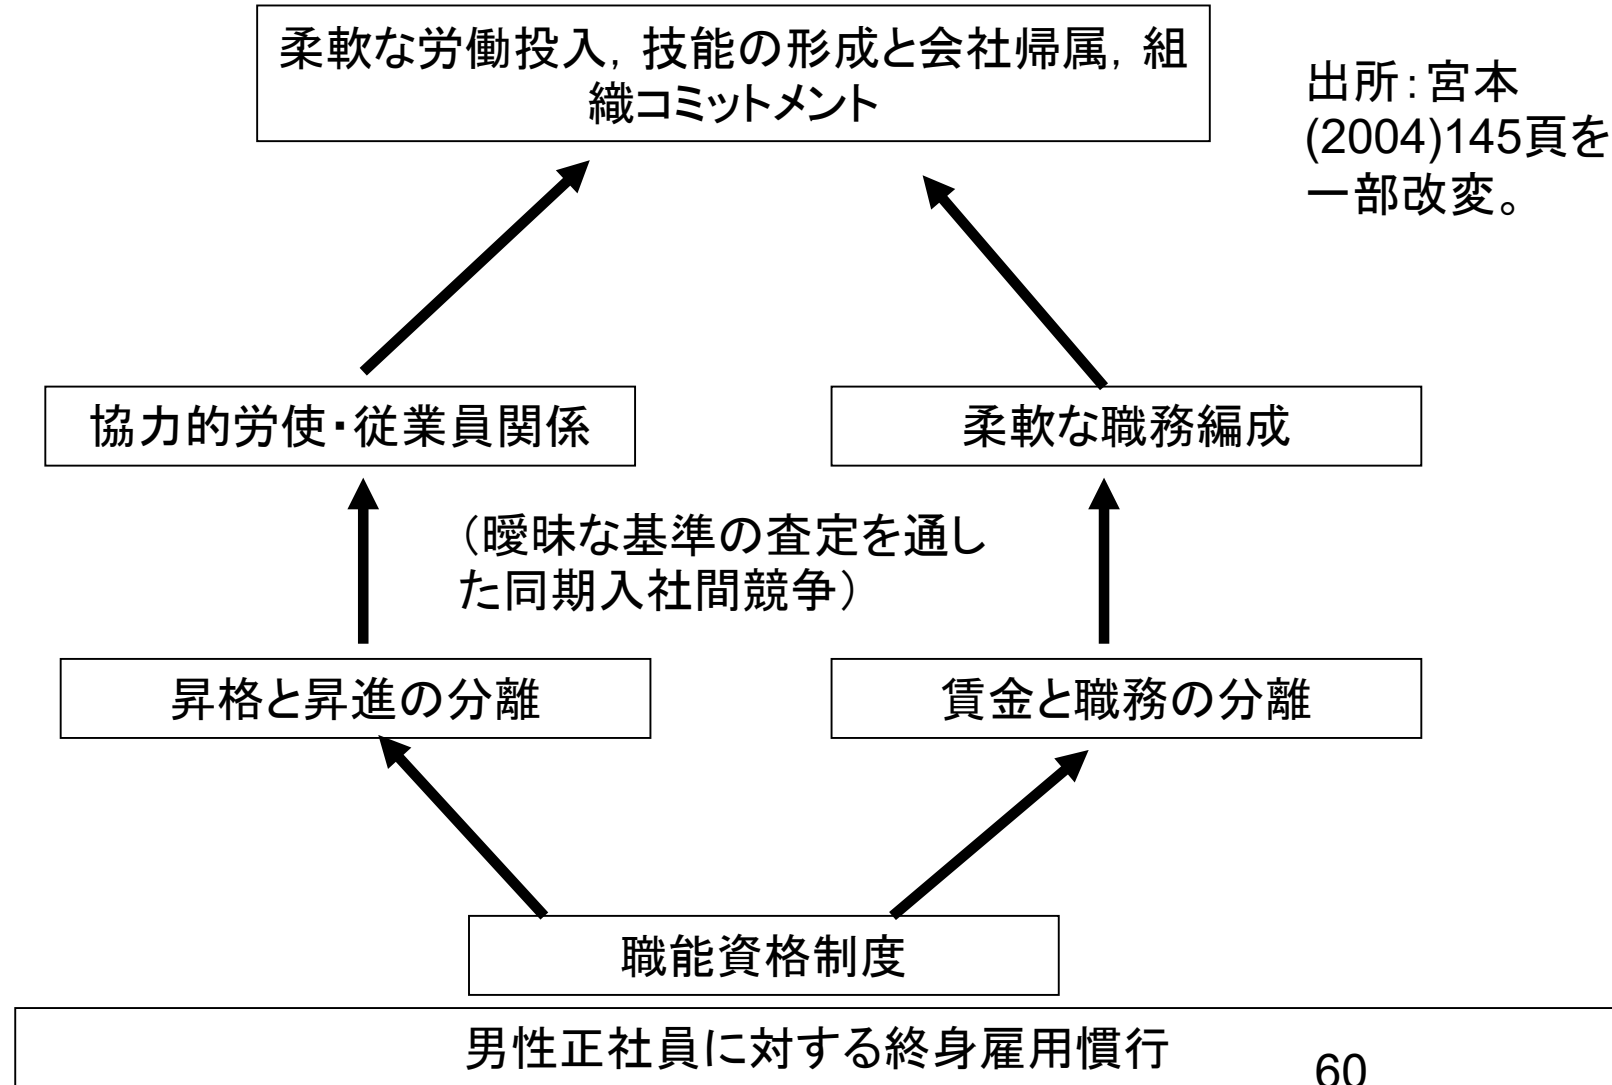 柔軟な労働投入, 技能の形成と会社帰属, 組
織コミットメント
出所:宮本
(2004)145頁を
一部改変。
協力的労使・従業員関係
柔軟な職務編成
(曖昧な基準の査定を通し
た同期入社間競争)
昇格と昇進の分離
賃金と職務の分離
職能資格制度
男性正社員に対する終身雇用慣行
60